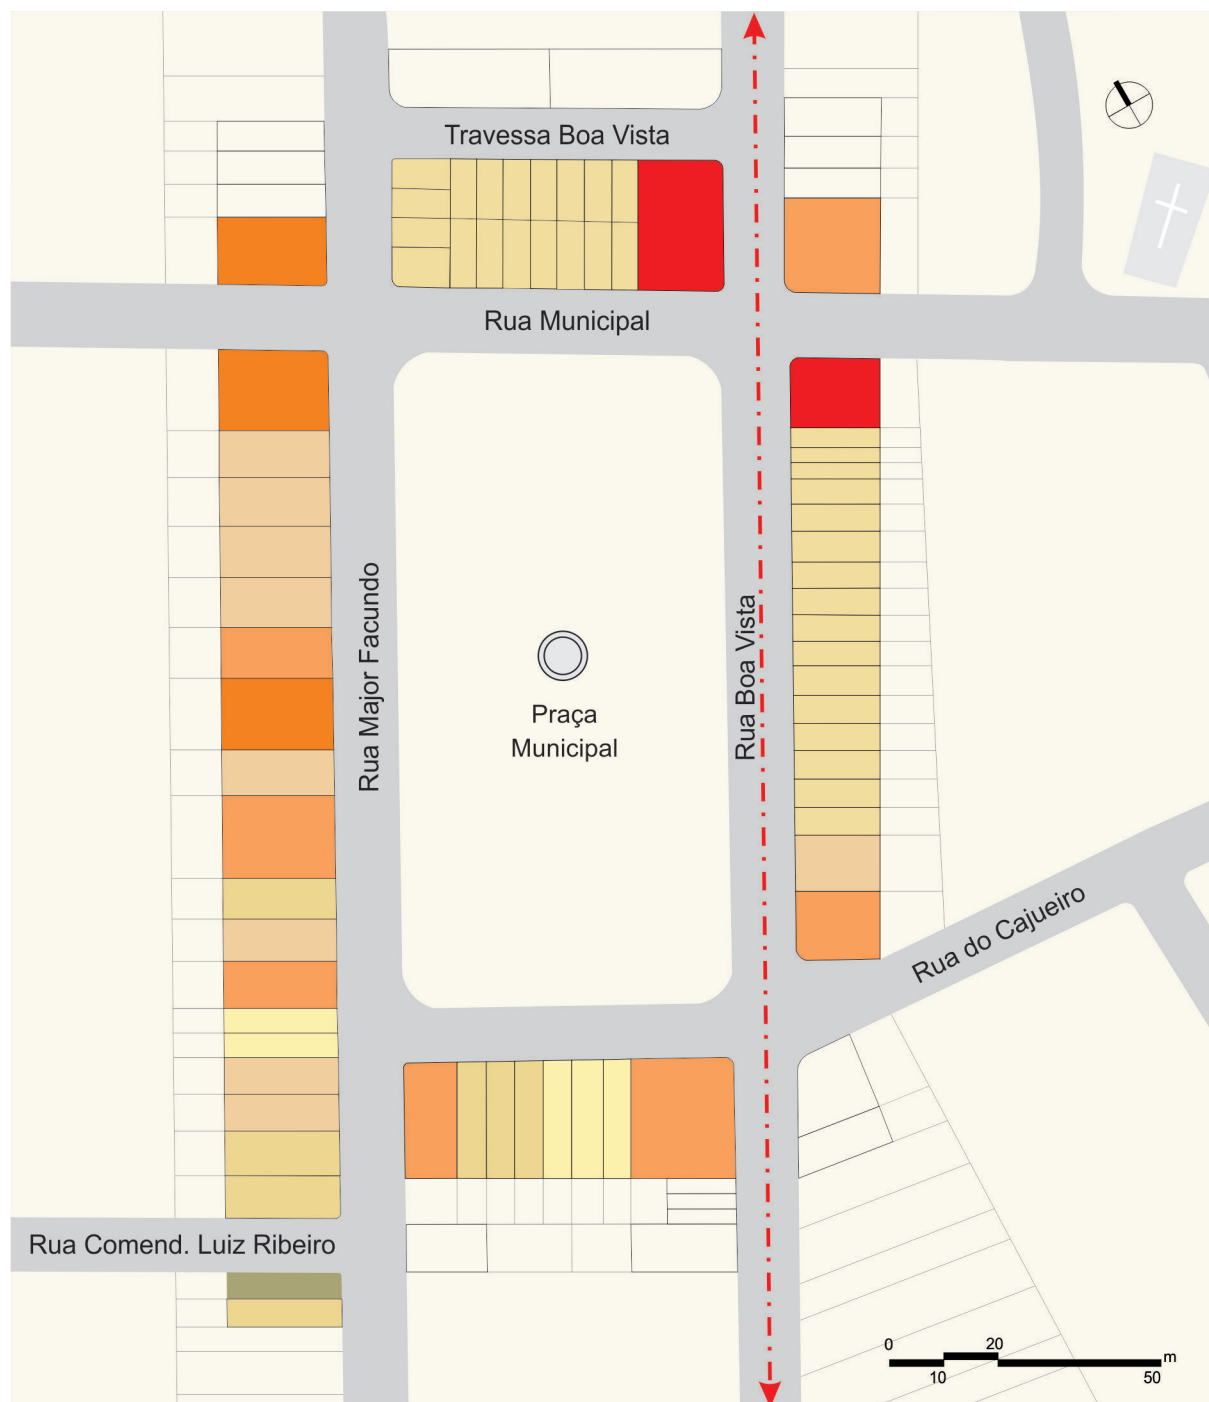 Travessa Boa Vista
Rua Municipal
Rua Major Facundo
Rua Boa Vista
Praça
Municipal
Rua do Cajueiro
Rua Comend. Luiz Ribeiro
0 20 m
10 50